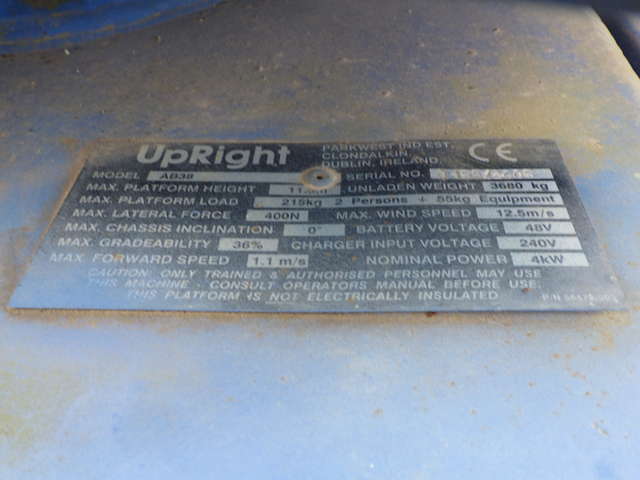 UpRight
PARKWEST IND EST.
CLONDALKIN,
DUBLIN, IRELAND.
CE
MODEL AB38 SERIAL NO.
MAX. PLATFORM HEIGHT UNLADEN WEIGHT 3680 kg
MAX. PLATFORM LOAD 215kg 2 Persons + 55kg Equipment
MAX. LATERAL FORCE 400N MAX. WIND SPEED 12.5m/s
MAX. CHASSIS INCLINATION 0° BATTERY VOLTAGE 48V
MAX. GRADEABILITY 36% CHARGER INPUT VOLTAGE 240V
MAX. FORWARD SPEED 1.1 m/s NOMINAL POWER 4kW
CAUTION: ONLY TRAINED & AUTHORISED PERSONNEL MAY USE
THIS MACHINE - CONSULT OPERATORS MANUAL BEFORE USE.
THIS PLATFORM IS NOT ELECTRICALLY INSULATED
P/N